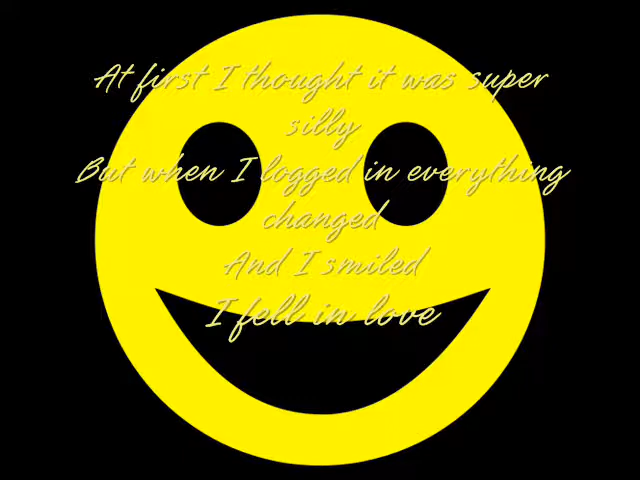 At first I thought it was super
silly
But when I logged in everything
changed
And I smiled
I fell in love